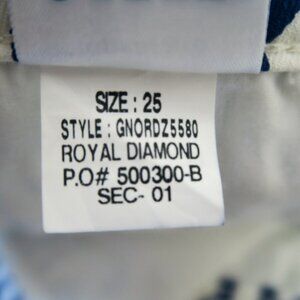 SIZE : 25
STYLE : GNORDZ5580
ROYAL DIAMOND
P.O# 500300-B
SEC- 01